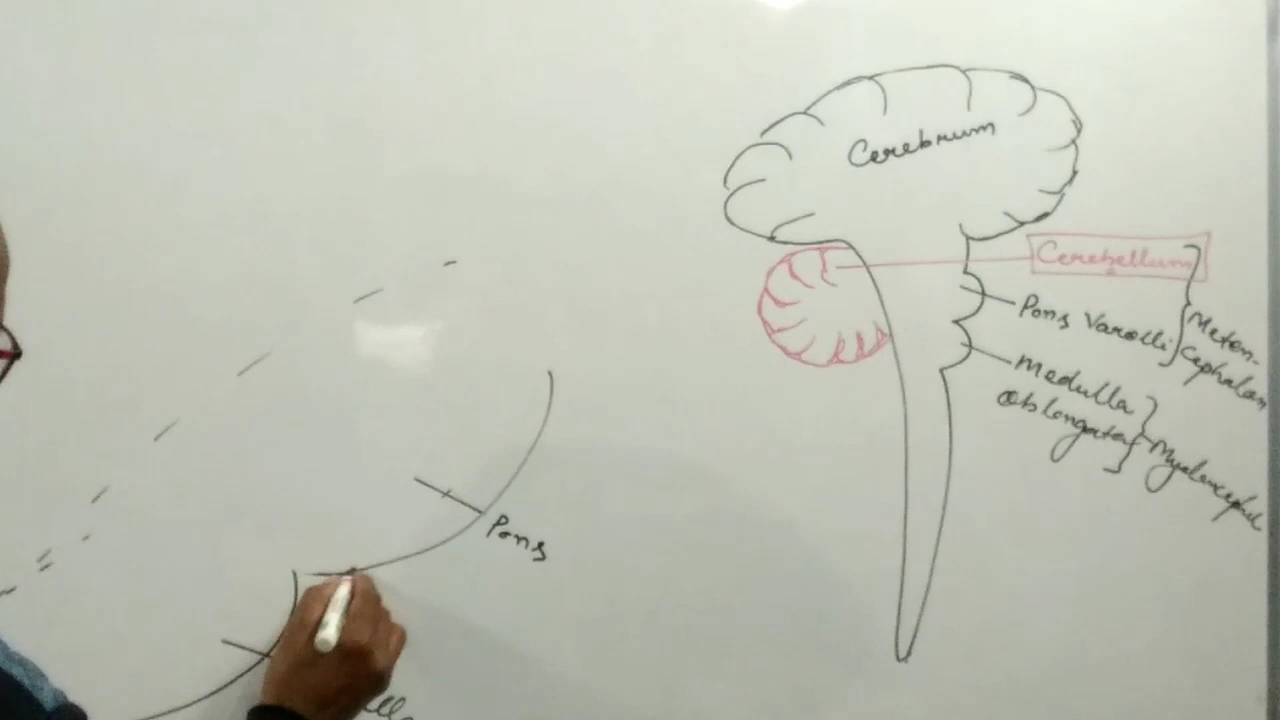 Cerebrum
Cerebellum
Pons Varolli
Meten-
cephalon
Medulla
Oblongata
Myelencephal
Pons